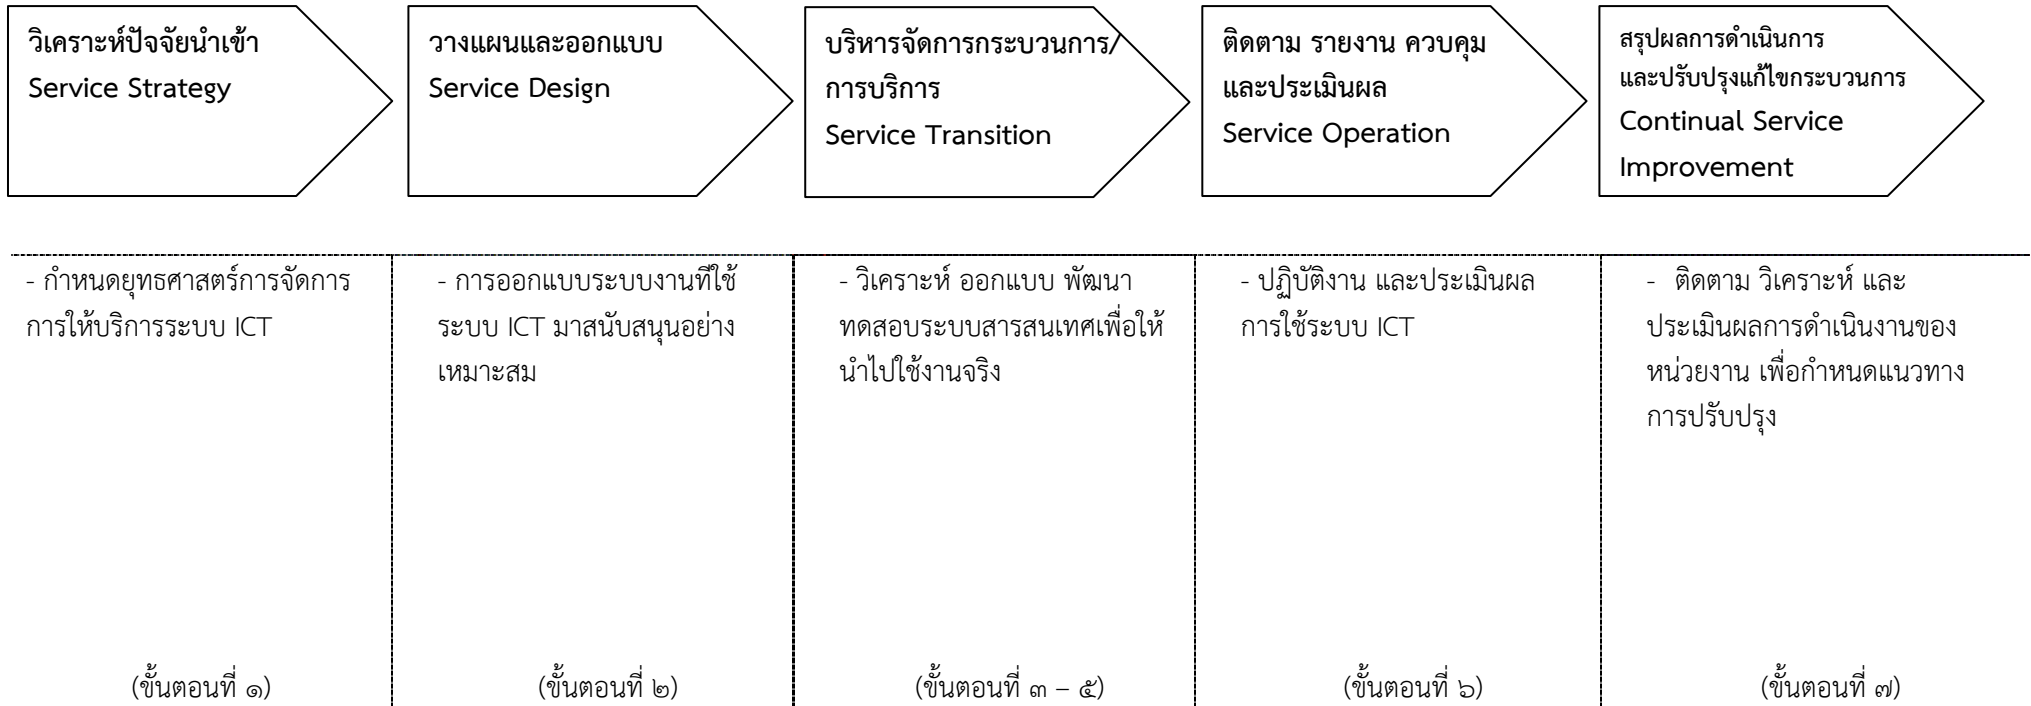 วิเคราะห์ปัจจัยนำเข้า
Service Strategy
วางแผนและออกแบบ
Service Design
บริหารจัดการกระบวนการ/
การบริการ
Service Transition
ติดตาม รายงาน ควบคุม
และประเมินผล
Service Operation
สรุปผลการดำเนินการ
และปรับปรุงแก้ไขกระบวนการ
Continual Service
Improvement
- กำหนดยุทธศาสตร์การจัดการ
การให้บริการระบบ ICT
- การออกแบบระบบงานที่ใช้
ระบบ ICT มาสนับสนุนอย่าง
เหมาะสม
- วิเคราะห์ ออกแบบ พัฒนา
ทดสอบระบบสารสนเทศเพื่อให้
นำไปใช้งานจริง
- ปฏิบัติงาน และประเมินผล
การใช้ระบบ ICT
- ติดตาม วิเคราะห์ และ
ประเมินผลการดำเนินงานของ
หน่วยงาน เพื่อกำหนดแนวทาง
การปรับปรุง
(ขั้นตอนที่ ๑)
(ขั้นตอนที่ ๒)
(ขั้นตอนที่ ๓ – ๕)
(ขั้นตอนที่ ๖)
(ขั้นตอนที่ ๗)